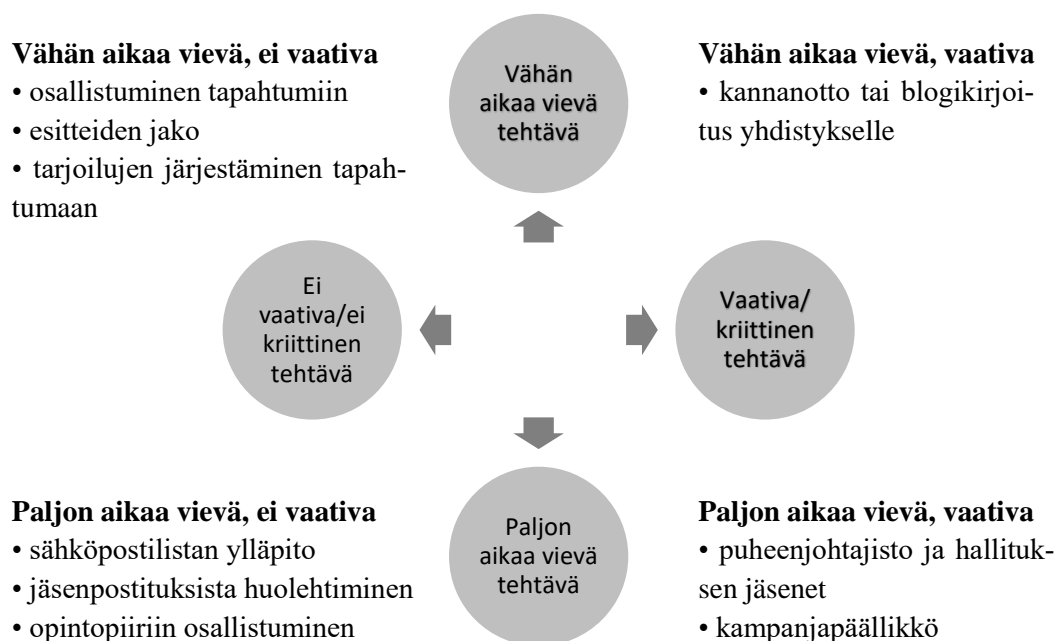 Vähän aikaa vievä, ei vaativa
• osallistuminen tapahtumiin
• esitteiden jako
• tarjoilujen järjestäminen tapah-
tumaan
Vähän
aikaa vievä
tehtävä
Vähän aikaa vievä, vaativa
• kannanotto tai blogikirjoi-
tus yhdistykselle
Ei
vaativa/ei
kriittinen
tehtävä
Vaativa/
kriittinen
tehtävä
Paljon aikaa vievä, ei vaativa
• sähköpostilistan ylläpito
• jäsenpostituksista huolehtiminen
• opintopiiriin osallistuminen
Paljon
aikaa vievä
tehtävä
Paljon aikaa vievä, vaativa
• puheenjohtajisto ja hallituk-
sen jäsenet
• kampanjapäällikkö